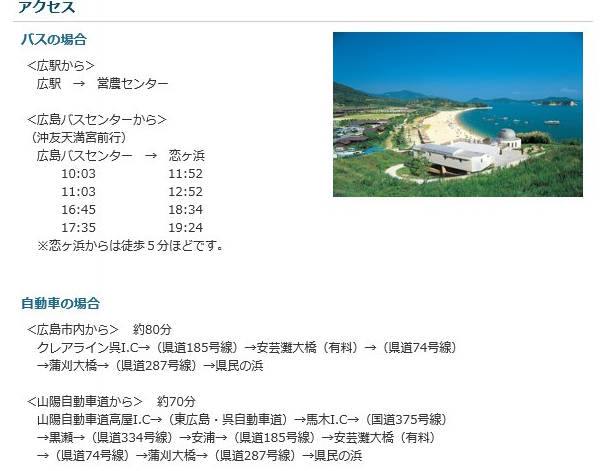 アクセス
バスの場合
＜広駅から＞
広駅　→　営農センター
＜広島バスセンターから＞
（沖友天満宮前行）
広島バスセンター　→　恋ヶ浜
10:03　11:52
11:03　12:52
16:45　18:34
17:35　19:24
※恋ヶ浜からは徒歩５分ほどです。
自動車の場合
＜広島市内から＞　約80分
クレアライン呉I.C→（県道185号線）→安芸灘大橋（有料）→（県道74号線）
→蒲刈大橋→（県道287号線）→県民の浜
＜山陽自動車道から＞　約70分
山陽自動車道高屋I.C→（東広島・呉自動車道）→馬木I.C→（国道375号線）
→黒瀬→（県道334号線）→安浦→（県道185号線）→安芸灘大橋（有料）
→（県道74号線）→蒲刈大橋→（県道287号線）→県民の浜